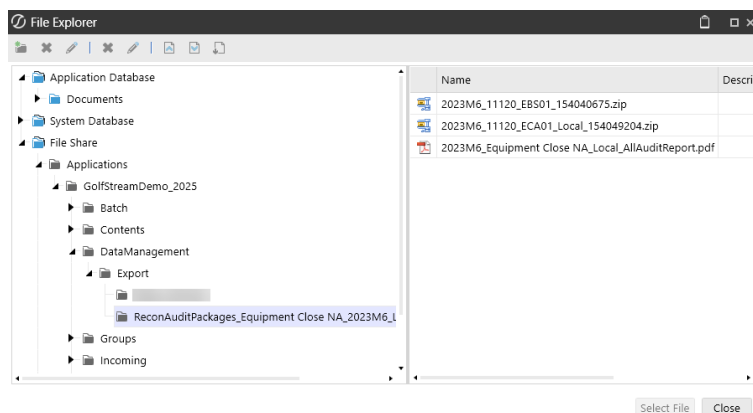 File Explorer
Application Database
Documents
System Database
File Share
Applications
GolfStreamDemo_2025
Batch
Contents
DataManagement
Export
ReconAuditPackages_Equipment Close NA_2023M6_L
Groups
Incoming
Name Descri
2023M6_11120_EBS01_154040675.zip
2023M6_11120_ECA01_Local_154049204.zip
2023M6_Equipment Close NA_Local_AllAuditReport.pdf
Select File Close